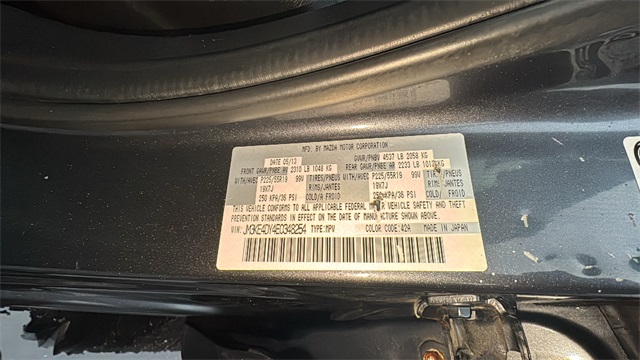 MFD. BY MAZDA MOTOR CORPORATION
DATE 05/13 GVWR/PNBV 4537 LB 2058 KG
FRONT GAWR/PNBE AV 2310 LB 1048 KG REAR GAWR/PNBE AR 2233 LB 1013 KG
WITH/AVEC P225/55R19 99V TIRES/PNEUS WITH/AVEC P225/55R19 99V
19X7J RIMS/JANTES 19X7J RIMS/JANTES
250 KPA/36 PSI COLD/A FROID 250 KPA/36 PSI COLD/A FROID
THIS VEHICLE CONFORMS TO ALL APPLICABLE FEDERAL MOTOR VEHICLE SAFETY AND THEFT
PREVENTION STANDARDS IN EFFECT ON THE DATE OF MANUFACTURE SHOWN ABOVE.
VIN: JM3KE4DY4E0348254 TYPE:MPV COLOR CODE:42A MADE IN JAPAN